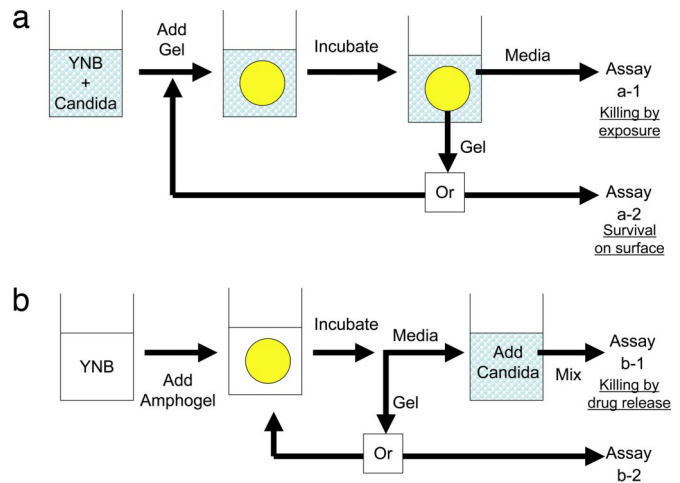 a
YNB
+
Candida
Add
Gel
Incubate
Media
Assay
a-1
Killing by
exposure
Gel
Or
Assay
a-2
Survival
on surface
b
YNB
Add
Amphogel
Incubate
Media
Gel
Add
Candida
Mix
Assay
b-1
Killing by
drug release
Or
Assay
b-2